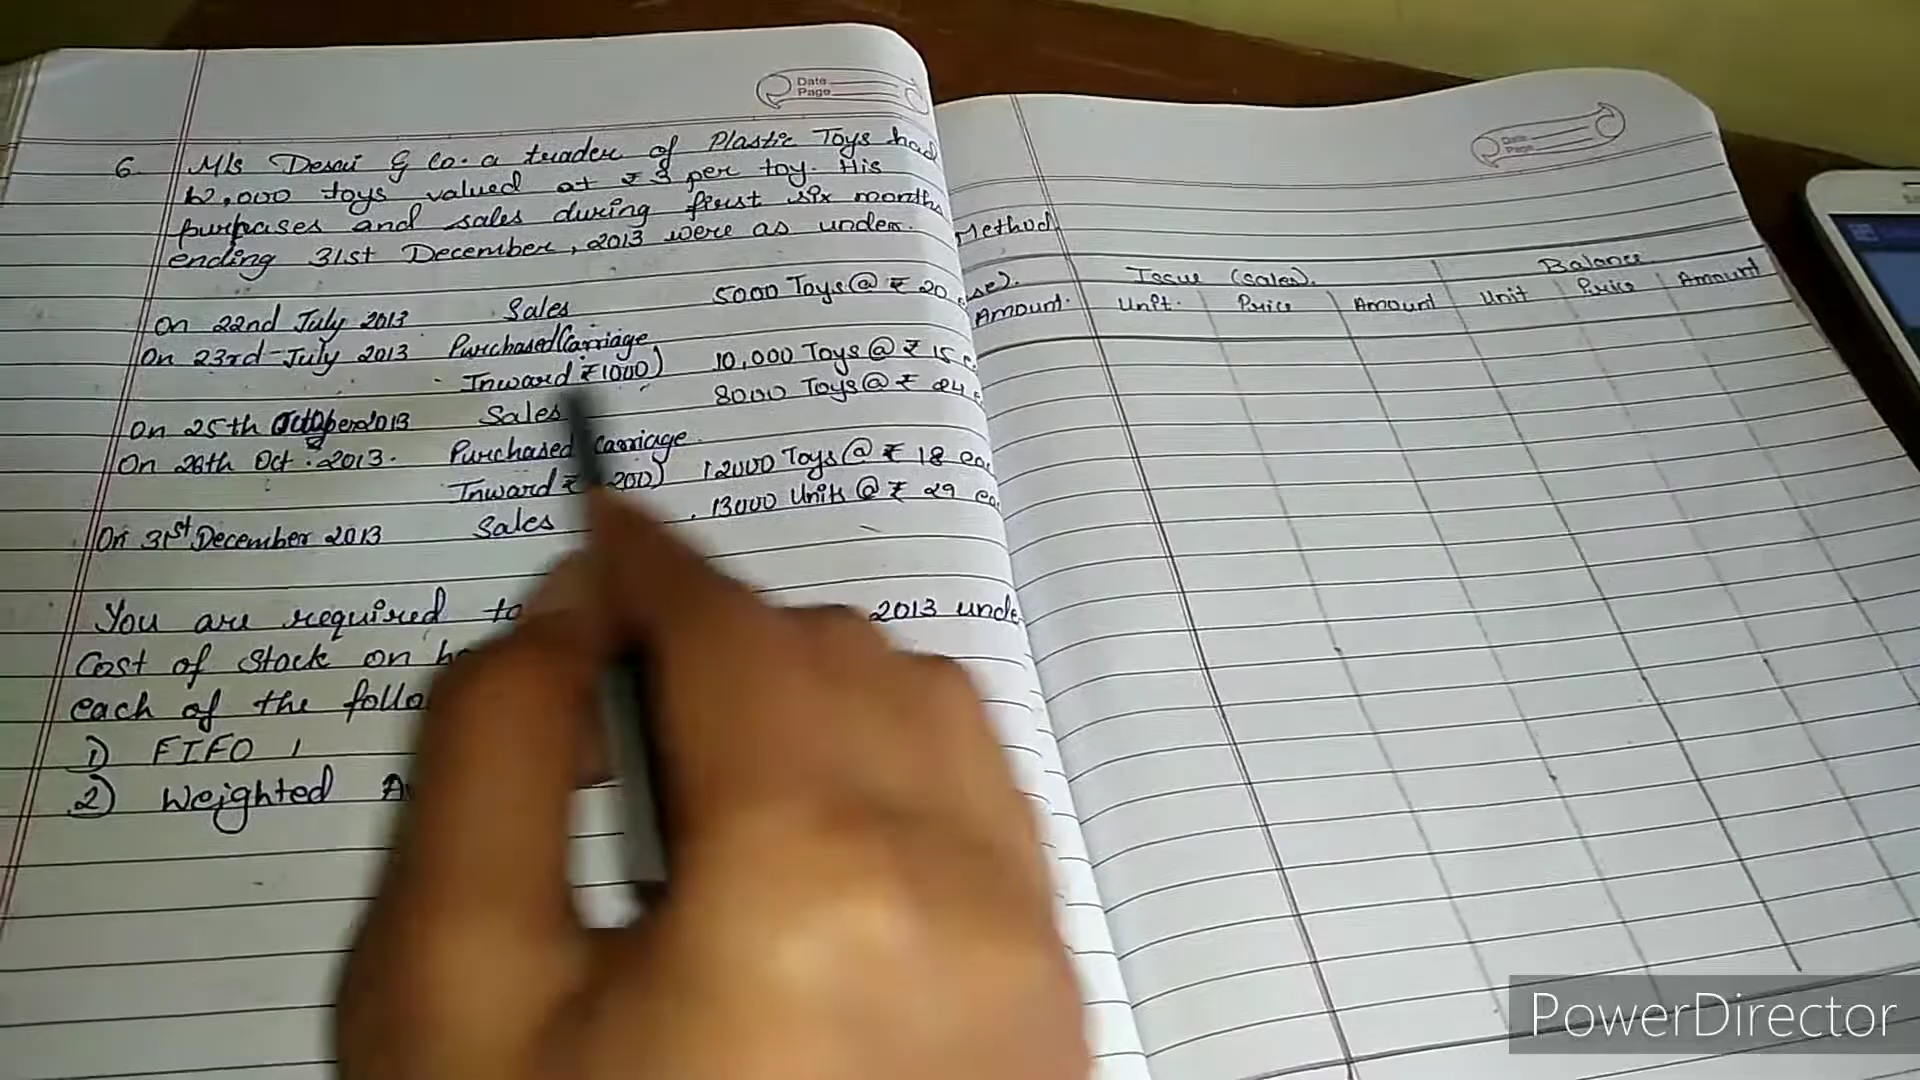 Date
Page
6. M/s Desai & Co. a trader of Plastic Toys had
12,000 toys valued at ₹ 3 per toy. His
purchases and sales during first six months
ending 31st December, 2013 were as under.
On 22nd July 2013 Sales 5000 Toys @ ₹ 20
On 23rd July 2013 Purchased Carriage
Inward ₹1000) 10,000 Toys @ ₹ 15
On 25th October 2013 Sales 8000 Toys @ ₹ 24
On 26th Oct. 2013. Purchased Carriage
Inward ₹ 200) 12000 Toys @ ₹ 18 ea
On 31st December 2013 Sales 13000 Units @ ₹ 29 ea
You are required to 2013 unde
Cost of Stock on
each of the follo
1) FIFO
2) Weighted A
Date
Page
Method
Issue (Sales). Balance
Amount. Unit. Price Amount Unit Price Amount
PowerDirector